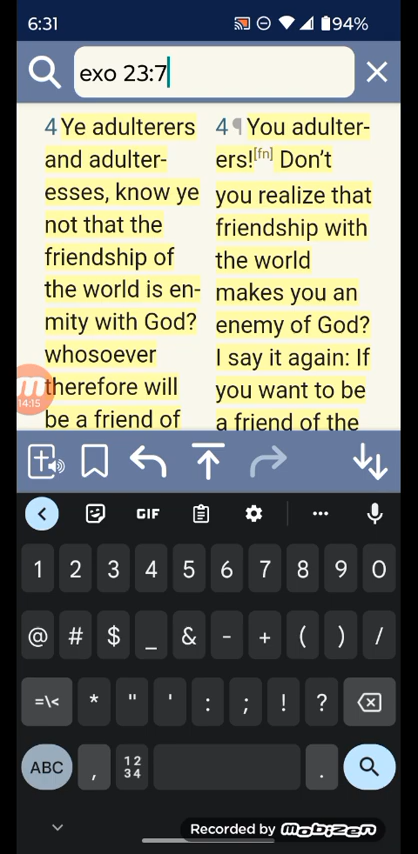 6:31
94%
exo 23:7
4 Ye adulterers
and adulter-
esses, know ye
not that the
friendship of
the world is en-
mity with God?
whosoever
therefore will
be a friend of
4 ¶ You adulter-
ers![fn] Don't
you realize that
friendship with
the world
makes you an
enemy of God?
I say it again: If
you want to be
a friend of the
14:15
GIF
1 2 3 4 5 6 7 8 9 0
@ # $ _ & - + ( ) /
=\< * " ' : ; ! ?
ABC , 12 34 .
Recorded by mobizen